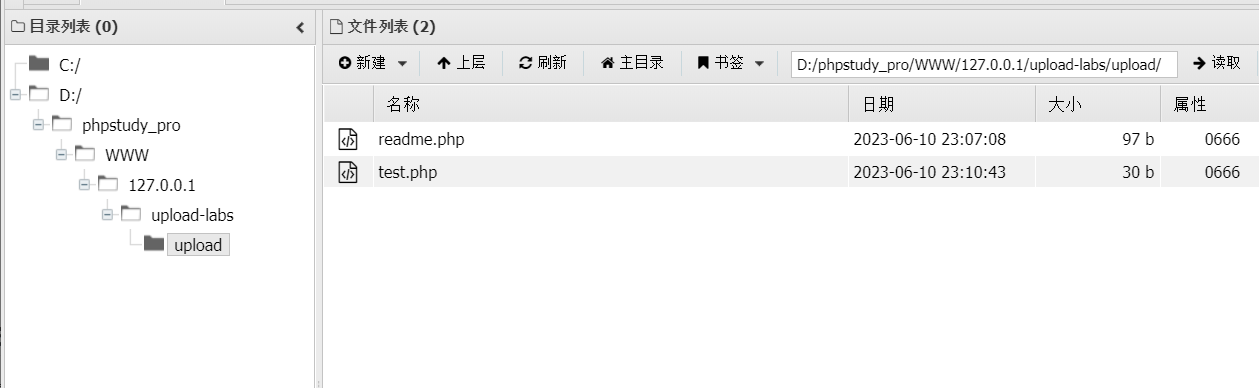 目录列表 (0)
C:/
D:/
phpstudy_pro
WWW
127.0.0.1
upload-labs
upload
文件列表 (2)
新建 上层 刷新 主目录 书签 D:/phpstudy_pro/WWW/127.0.0.1/upload-labs/upload/ 读取
名称 日期 大小 属性
readme.php 2023-06-10 23:07:08 97 b 0666
test.php 2023-06-10 23:10:43 30 b 0666